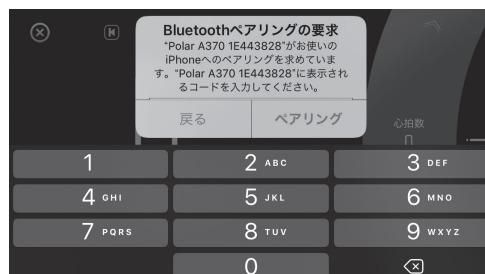 Bluetoothペアリングの要求
"Polar A370 1E443828"がお使いの
iPhoneへのペアリングを求めていま
す。"Polar A370 1E443828"に表示され
るコードを入力してください。
戻る ペアリング
心拍数
1 2 ABC 3 DEF
4 GHI 5 JKL 6 MNO
7 PQRS 8 TUV 9 WXYZ
0